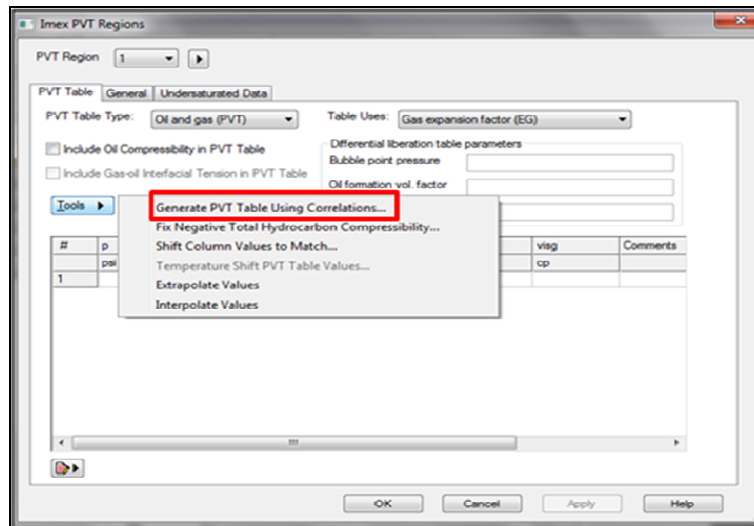 Imex PVT Regions
PVT Region 1
PVT Table General Undersaturated Data
PVT Table Type: Oil and gas (PVT) Table Uses: Gas expansion factor (EG)
Include Oil Compressibility in PVT Table
Differential liberation table parameters
Bubble point pressure
Include Gas-oil Interfacial Tension in PVT Table
Oil formation vol. factor
Tools
Generate PVT Table Using Correlations...
Fix Negative Total Hydrocarbon Compressibility...
Shift Column Values to Match...
Temperature Shift PVT Table Values...
Extrapolate Values
Interpolate Values
# p visg Comments
psi cp
1
OK Cancel Apply Help